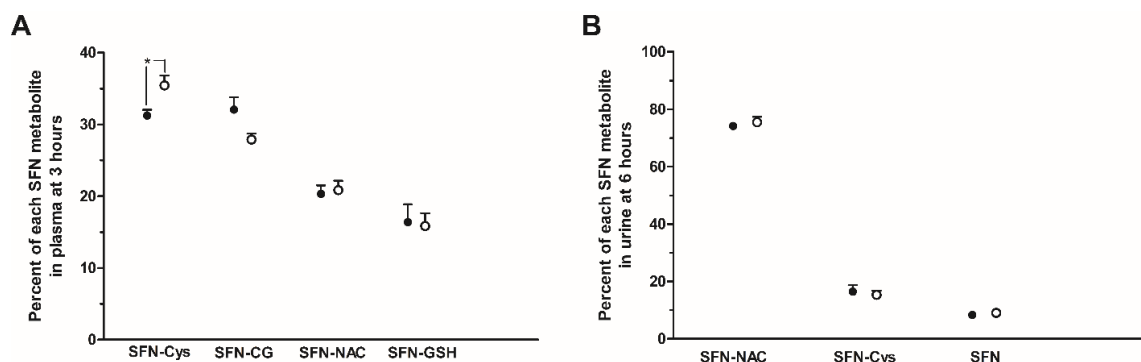 A
Percent of each SFN metabolite
in plasma at 3 hours
40
30
20
10
0
*
SFN-Cys SFN-CG SFN-NAC SFN-GSH
B
Percent of each SFN metabolite
in urine at 6 hours
100
80
60
40
20
0
SFN-NAC SFN-Cys SFN